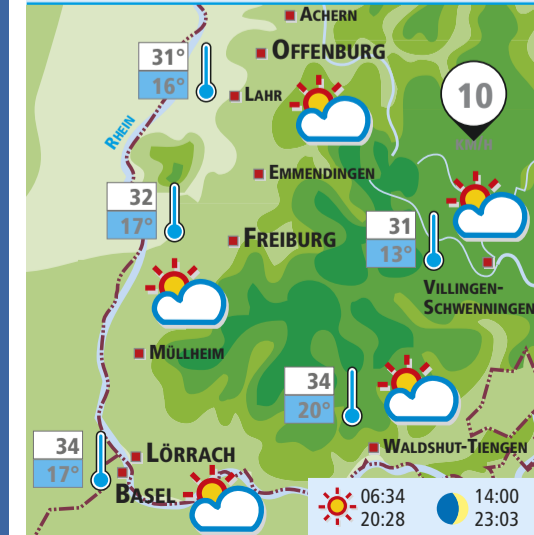 ACHERN
OFFENBURG
31°
16°
LAHR
10
RHEIN
EMMENDINGEN
32
17°
FREIBURG
31
13°
VILLINGEN-
SCHWENNINGEN
MÜLLHEIM
34
20°
34
17°
LÖRRACH
WALDSHUT-TIENGEN
BASEL
06:34
20:28
14:00
23:03